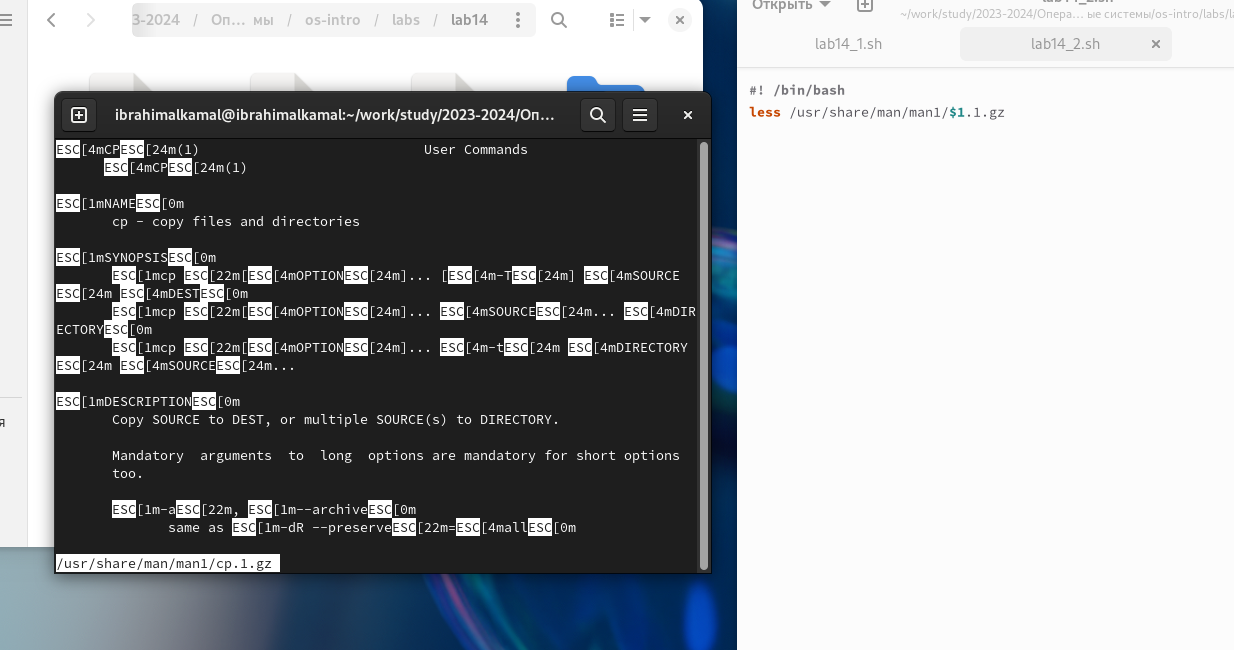 3-2024 / Оп… мы / os-intro / labs / lab14
ibrahimalkamal@ibrahimalkamal:~/work/study/2023-2024/Оп…
ESC[4mCPESC[24m(1) User Commands
ESC[4mCPESC[24m(1)
ESC[1mNAMEESC[0m
cp - copy files and directories
ESC[1mSYNOPSISESC[0m
ESC[1mcp ESC[22m[ESC[4mOPTIONESC[24m]... [ESC[4m-TESC[24m] ESC[4mSOURCE
ESC[24m ESC[4mDESTESC[0m
ESC[1mcp ESC[22m[ESC[4mOPTIONESC[24m]... ESC[4mSOURCEESC[24m... ESC[4mDIR
ECTORYESC[0m
ESC[1mcp ESC[22m[ESC[4mOPTIONESC[24m]... ESC[4m-tESC[24m ESC[4mDIRECTORY
ESC[24m ESC[4mSOURCEESC[24m...
ESC[1mDESCRIPTIONESC[0m
Copy SOURCE to DEST, or multiple SOURCE(s) to DIRECTORY.
Mandatory arguments to long options are mandatory for short options
too.
ESC[1m-aESC[22m, ESC[1m--archiveESC[0m
same as ESC[1m-dR --preserveESC[22m=ESC[4mallESC[0m
/usr/share/man/man1/cp.1.gz
я
Открыть
lab14_2.sh
~/work/study/2023-2024/Опера… ые системы/os-intro/labs/l
lab14_1.sh
lab14_2.sh
#! /bin/bash
less /usr/share/man/man1/$1.1.gz